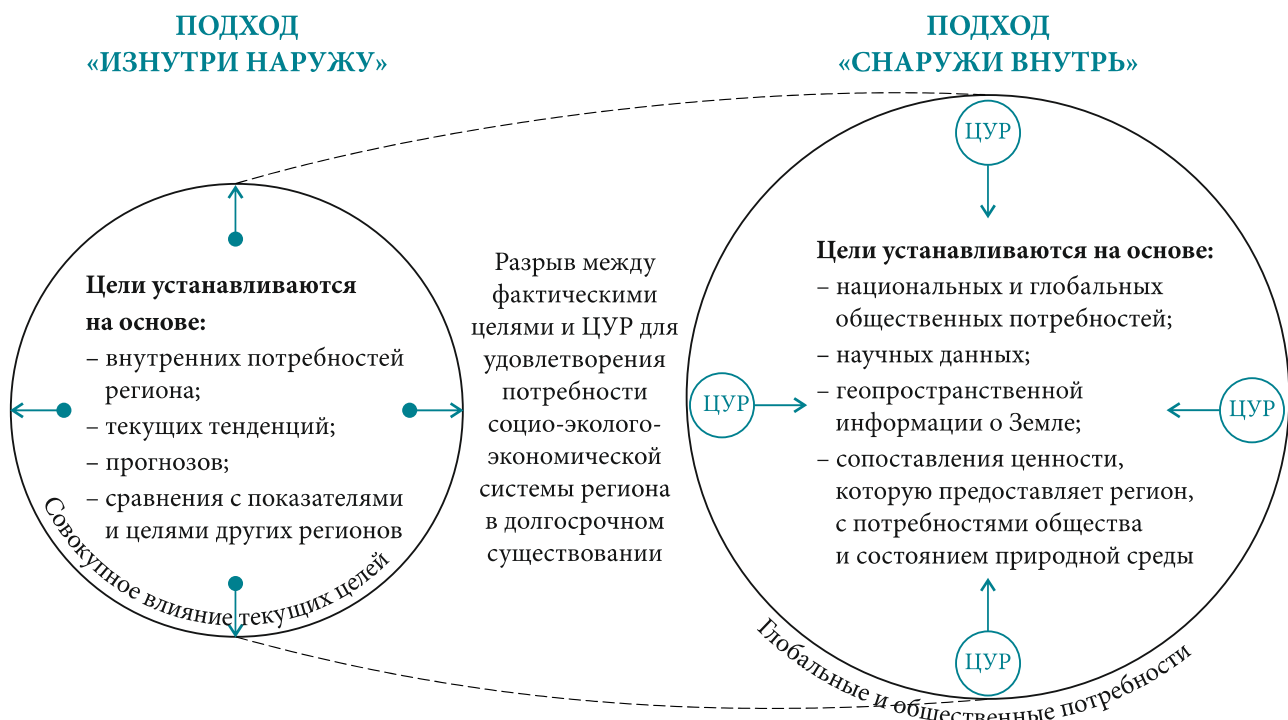 ПОДХОД
«ИЗНУТРИ НАРУЖУ»
Цели устанавливаются
на основе:
– внутренних потребностей
региона;
– текущих тенденций;
– прогнозов;
– сравнения с показателями
и целями других регионов
Совокупное влияние текущих целей
Разрыв между
фактическими
целями и ЦУР для
удовлетворения
потребности
социо-эколого-
экономической
системы региона
в долгосрочном
существовании
ПОДХОД
«СНАРУЖИ ВНУТРЬ»
ЦУР
Цели устанавливаются на основе:
– национальных и глобальных
общественных потребностей;
– научных данных;
– геопространственной
информации о Земле;
– сопоставления ценности,
которую предоставляет регион,
с потребностями общества
и состоянием природной среды
ЦУР
ЦУР
ЦУР
Глобальные и общественные потребности